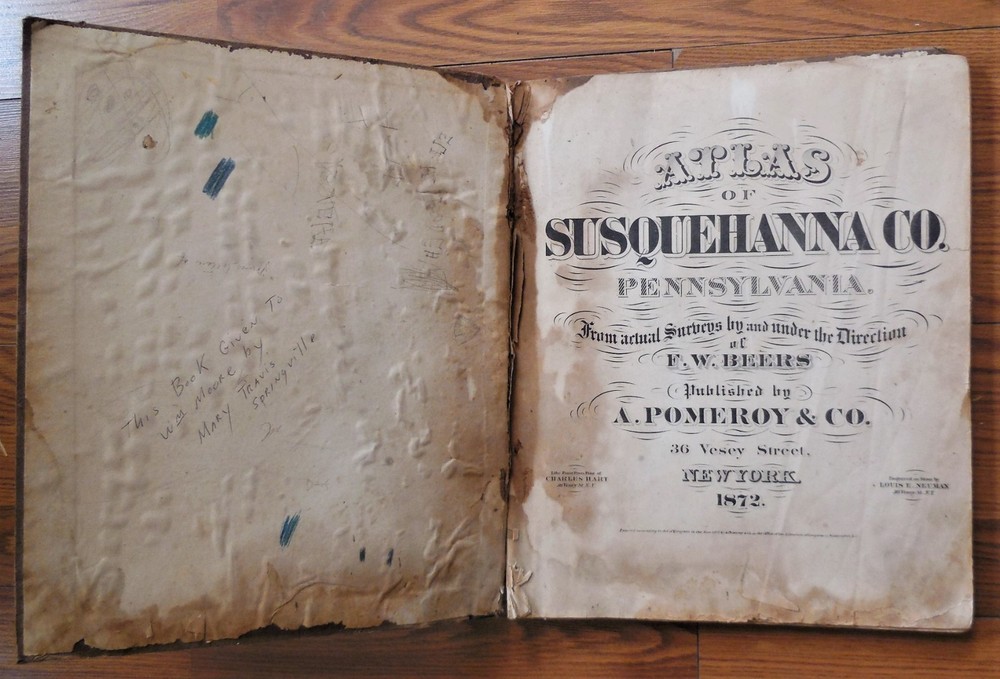 This Book Given To
Wm Moore by
Mary Travis
Springville
ATLAS
OF
SUSQUEHANNA CO.
PENNSYLVANIA.
From actual Surveys by and under the Direction
of
F. W. BEERS
Published by
A. POMEROY & CO.
36 Vesey Street,
NEW YORK
1872.
CHARLES HART
LOUIS E. NEUMAN